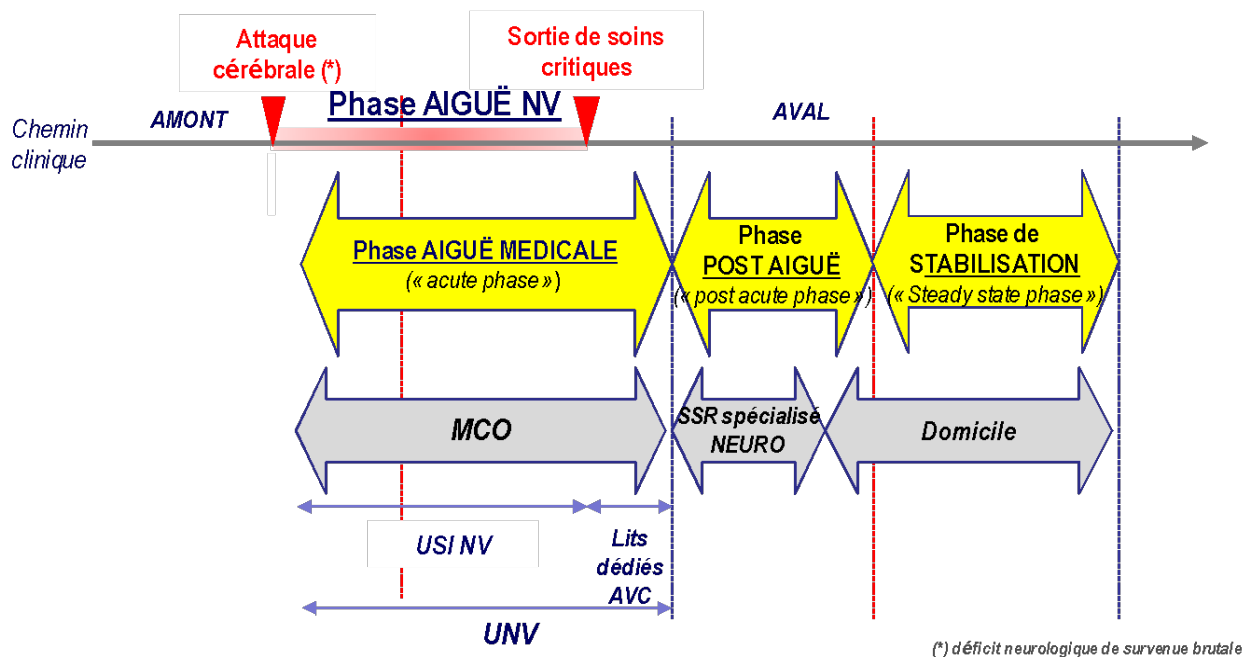 Attaque
cérébrale (*)
Sortie de soins
critiques
Phase AIGUË NV
AMONT
AVAL
Chemin
clinique
Phase AIGUË MEDICALE
(« acute phase »)
Phase
POST AIGUË
(« post acute phase »)
Phase de
STABILISATION
(« Steady state phase »)
MCO
SSR spécialisé
NEURO
Domicile
USI NV
Lits
dédiés
AVC
UNV
(*) déficit neurologique de survenue brutale